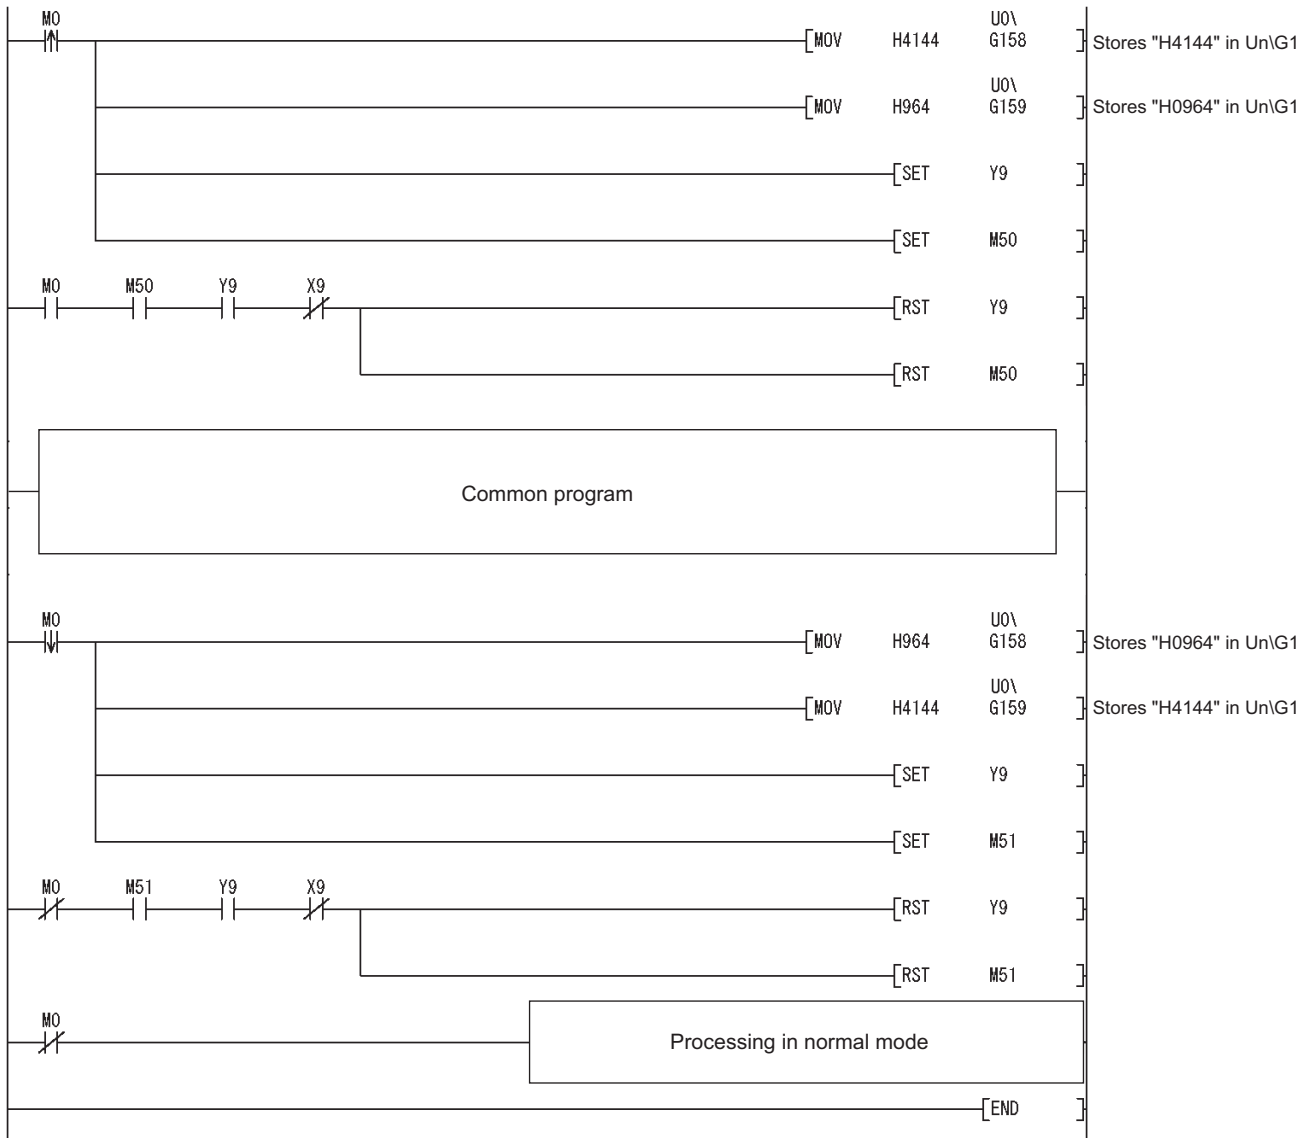 M0
U0\
[MOV H4144 G158 ] Stores "H4144" in Un\G1
U0\
[MOV H964 G159 ] Stores "H0964" in Un\G1
[SET Y9 ]
[SET M50 ]
M0 M50 Y9 X9
[RST Y9 ]
[RST M50 ]
Common program
M0
U0\
[MOV H964 G158 ] Stores "H0964" in Un\G1
U0\
[MOV H4144 G159 ] Stores "H4144" in Un\G1
[SET Y9 ]
[SET M51 ]
M0 M51 Y9 X9
[RST Y9 ]
[RST M51 ]
M0
Processing in normal mode
[END ]